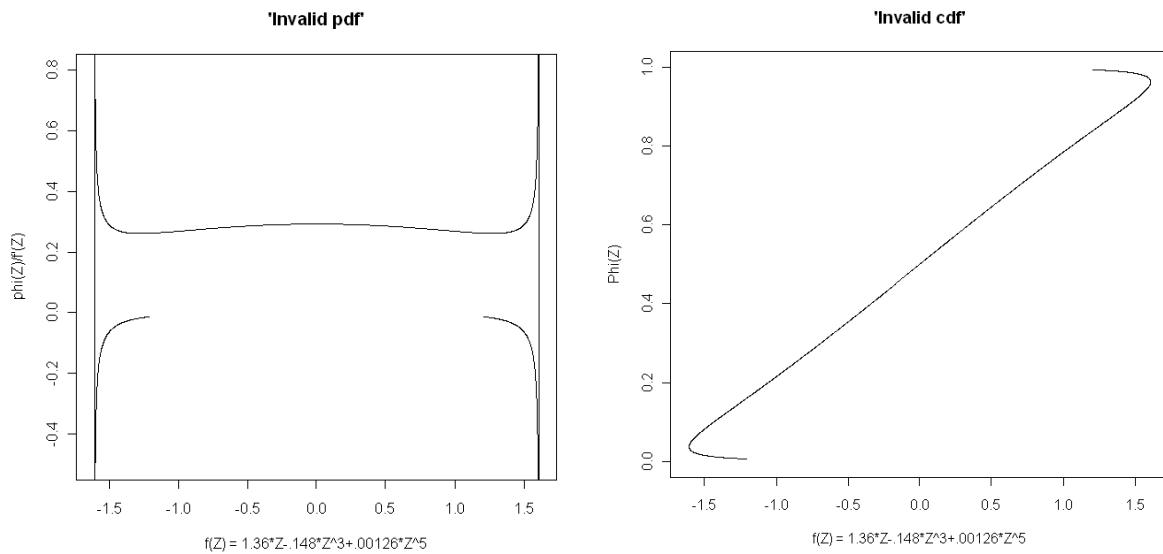 'Invalid pdf'
phi(Z)/f'(Z)
0.8
0.6
0.4
0.2
0.0
-0.2
-0.4
-1.5 -1.0 -0.5 0.0 0.5 1.0 1.5
f(Z) = 1.36*Z-.148*Z^3+.00126*Z^5
'Invalid cdf'
Phi(Z)
1.0
0.8
0.6
0.4
0.2
0.0
-1.5 -1.0 -0.5 0.0 0.5 1.0 1.5
f(Z) = 1.36*Z-.148*Z^3+.00126*Z^5